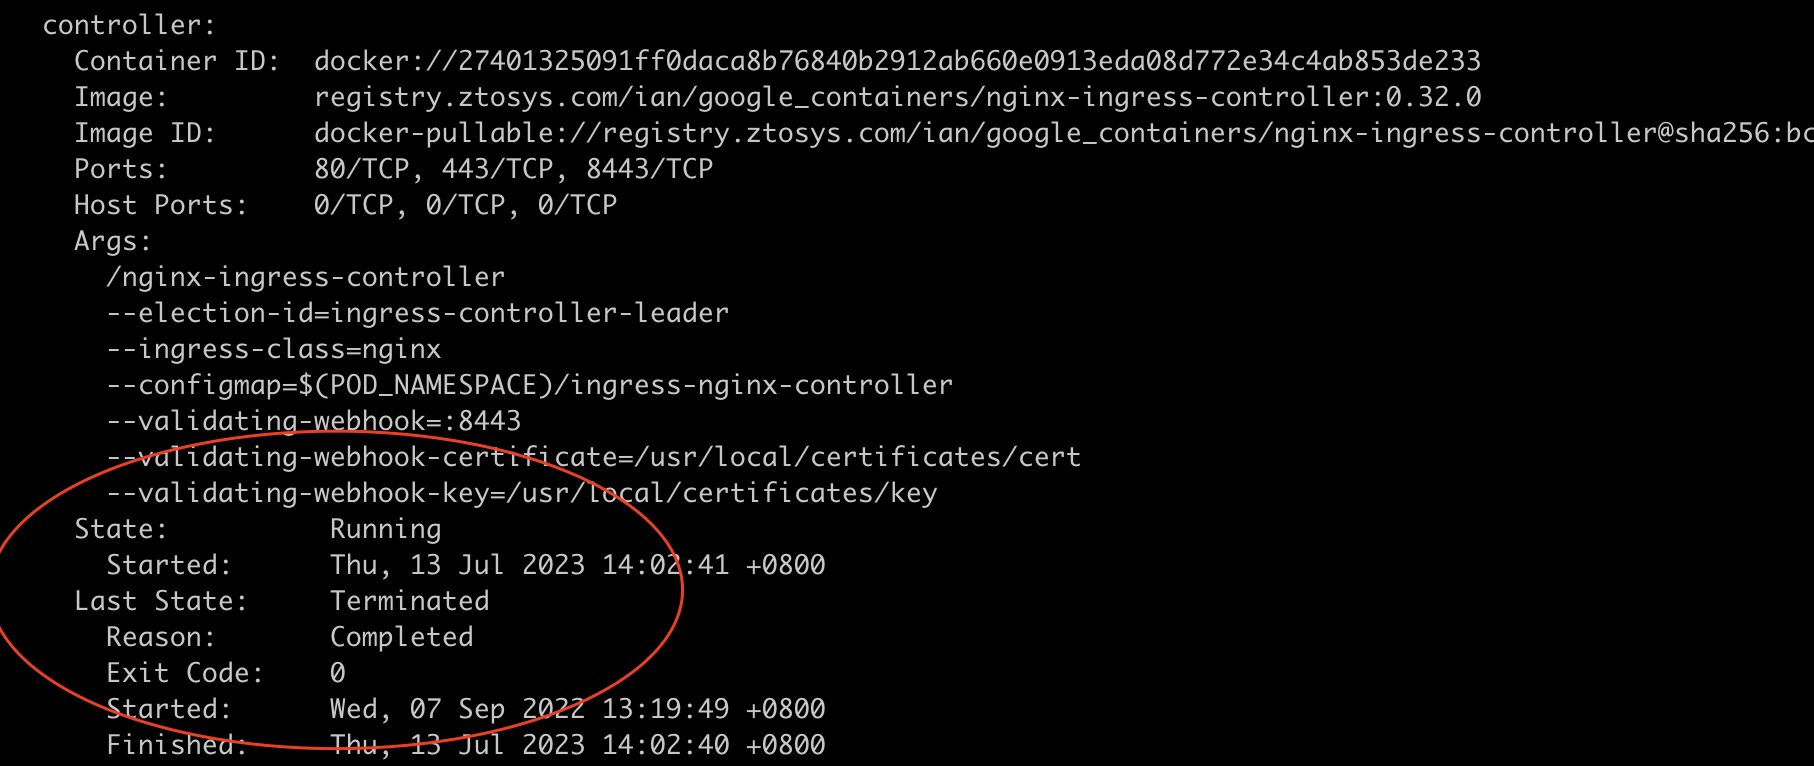 controller:
Container ID: docker://27401325091ff0daca8b76840b2912ab660e0913eda08d772e34c4ab853de233
Image: registry.ztosys.com/ian/google_containers/nginx-ingress-controller:0.32.0
Image ID: docker-pullable://registry.ztosys.com/ian/google_containers/nginx-ingress-controller@sha256:bc
Ports: 80/TCP, 443/TCP, 8443/TCP
Host Ports: 0/TCP, 0/TCP, 0/TCP
Args:
/nginx-ingress-controller
--election-id=ingress-controller-leader
--ingress-class=nginx
--configmap=$(POD_NAMESPACE)/ingress-nginx-controller
--validating-webhook=:8443
--validating-webhook-certificate=/usr/local/certificates/cert
--validating-webhook-key=/usr/local/certificates/key
State: Running
Started: Thu, 13 Jul 2023 14:02:41 +0800
Last State: Terminated
Reason: Completed
Exit Code: 0
Started: Wed, 07 Sep 2022 13:19:49 +0800
Finished: Thu, 13 Jul 2023 14:02:40 +0800